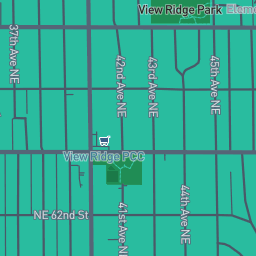 View Ridge Park
Elem
37th Ave NE
42nd Ave NE
43rd Ave NE
45th Ave NE
View Ridge PCC
NE 62nd St
41st Ave NE
44th Ave NE